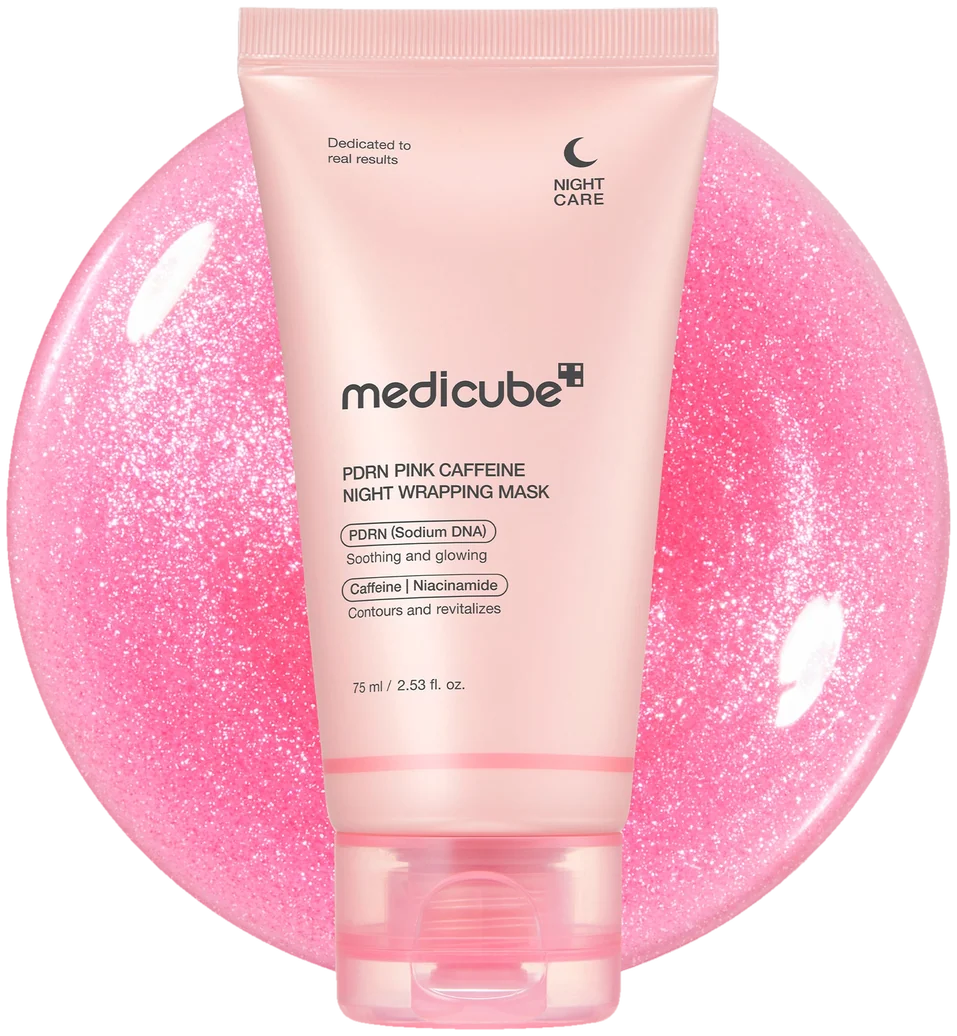 Dedicated to
real results
NIGHT
CARE
medicube
PDRN PINK CAFFEINE
NIGHT WRAPPING MASK
PDRN (Sodium DNA)
Soothing and glowing
Caffeine | Niacinamide
Contours and revitalizes
75 ml / 2.53 fl. oz.